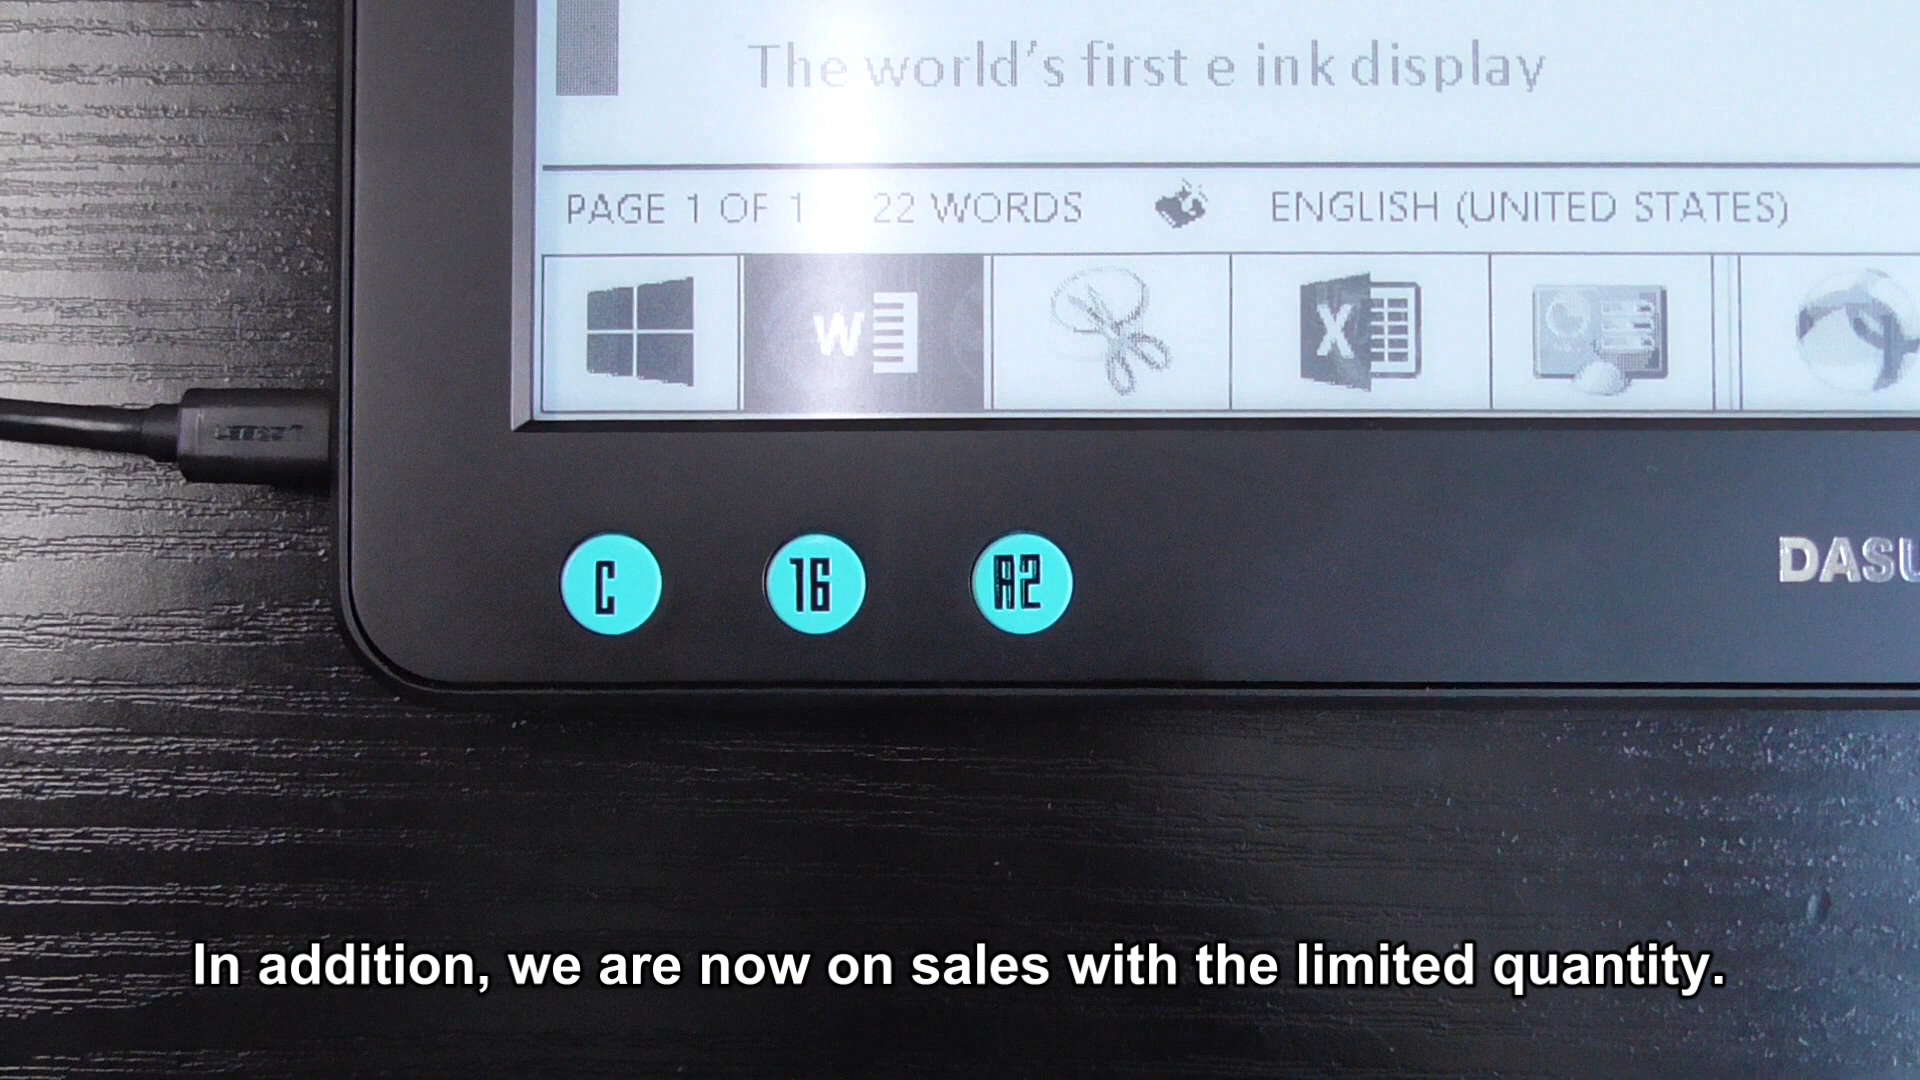 The world's first e ink display
PAGE 1 OF 1 22 WORDS ENGLISH (UNITED STATES)
W X
C 16 A2
DASU
In addition, we are now on sales with the limited quantity.